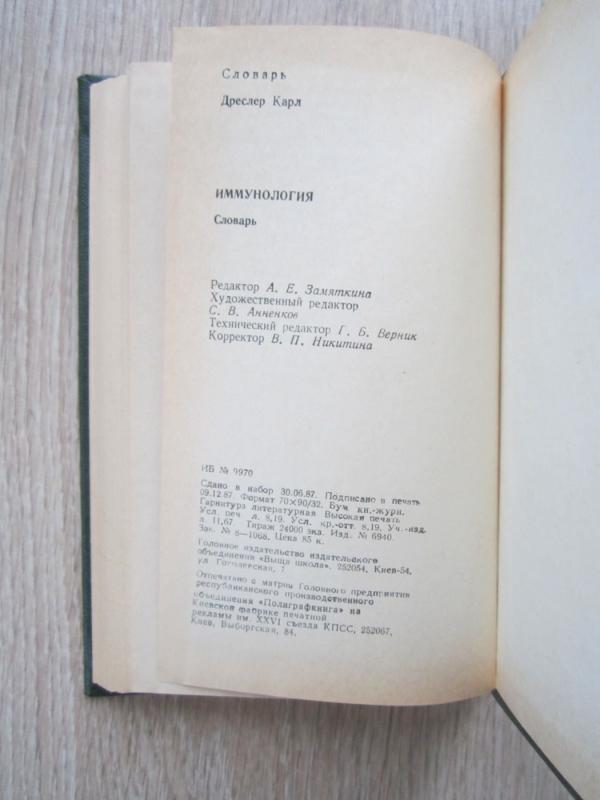 Словарь
Дреслер Карл
ИММУНОЛОГИЯ
Словарь
Редактор А. Е. Замяткина
Художественный редактор
С. В. Анненков
Технический редактор Г. Б. Верник
Корректор В. П. Никитина
ИБ № 9970
Сдано в набор 30.06.87. Подписано в печать
09.12.87. Формат 70×90/32. Бум. кн.-журн.
Гарнитура литературная Высокая печать
Усл. печ л. 8,19. Усл. кр.-отт. 8,19. Уч.-изд.
л. 11,67. Тираж 24000 экз. Изд. № 6940.
Зак. № 8—1068. Цена 85 к.
Головное издательство издательского
объединения «Выща школа», 252054, Киев-54,
ул Гоголевская, 7
Отпечатано с матриц Головного предприятия
республиканского производственного
объединения «Полиграфкнига» на
Киевской фабрике печатной
рекламы им. XXVI съезда КПСС, 252067,
Киев, Выборгская, 84.